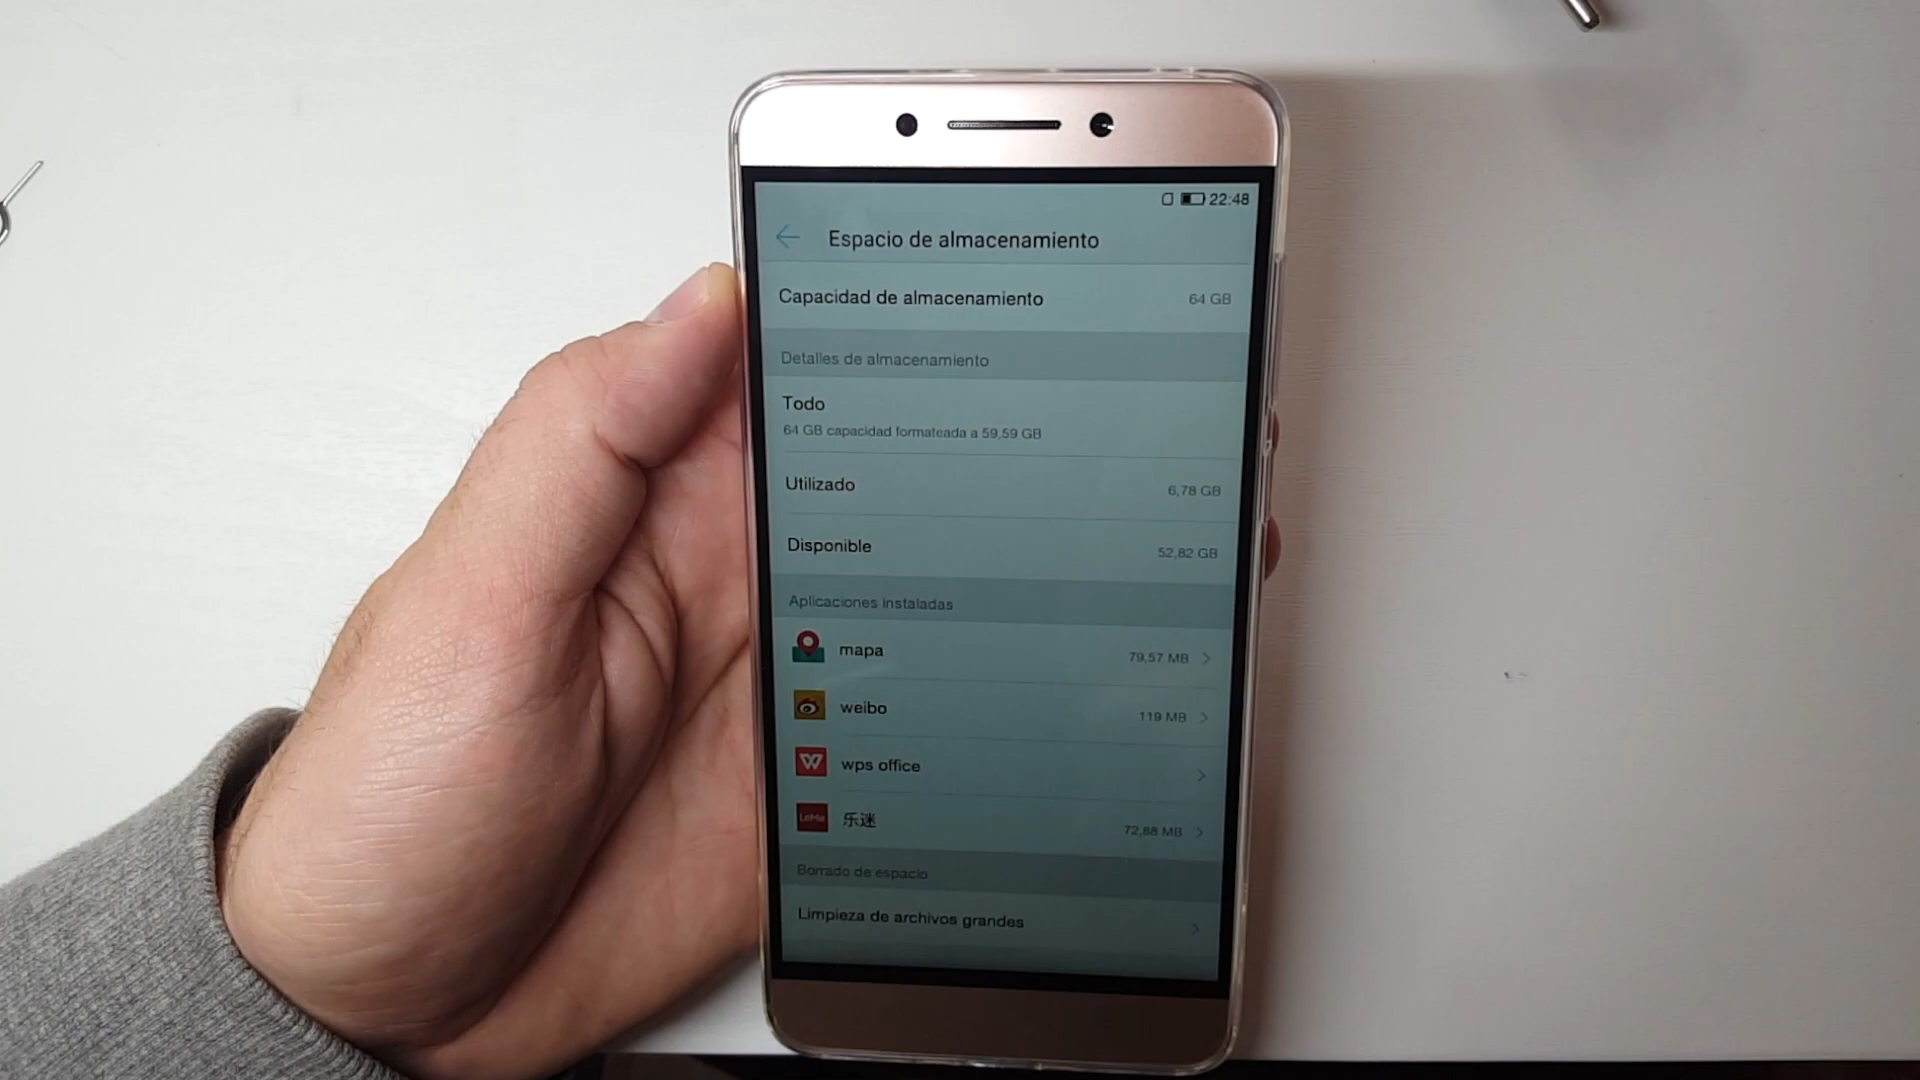 22:48
Espacio de almacenamiento
Capacidad de almacenamiento 64 GB
Detalles de almacenamiento
Todo
64 GB capacidad formateada a 59,59 GB
Utilizado 6,78 GB
Disponible 52,82 GB
Aplicaciones instaladas
mapa 79,57 MB
weibo 119 MB
wps office
LeMe 乐迷 72,88 MB
Borrado de espacio
Limpieza de archivos grandes